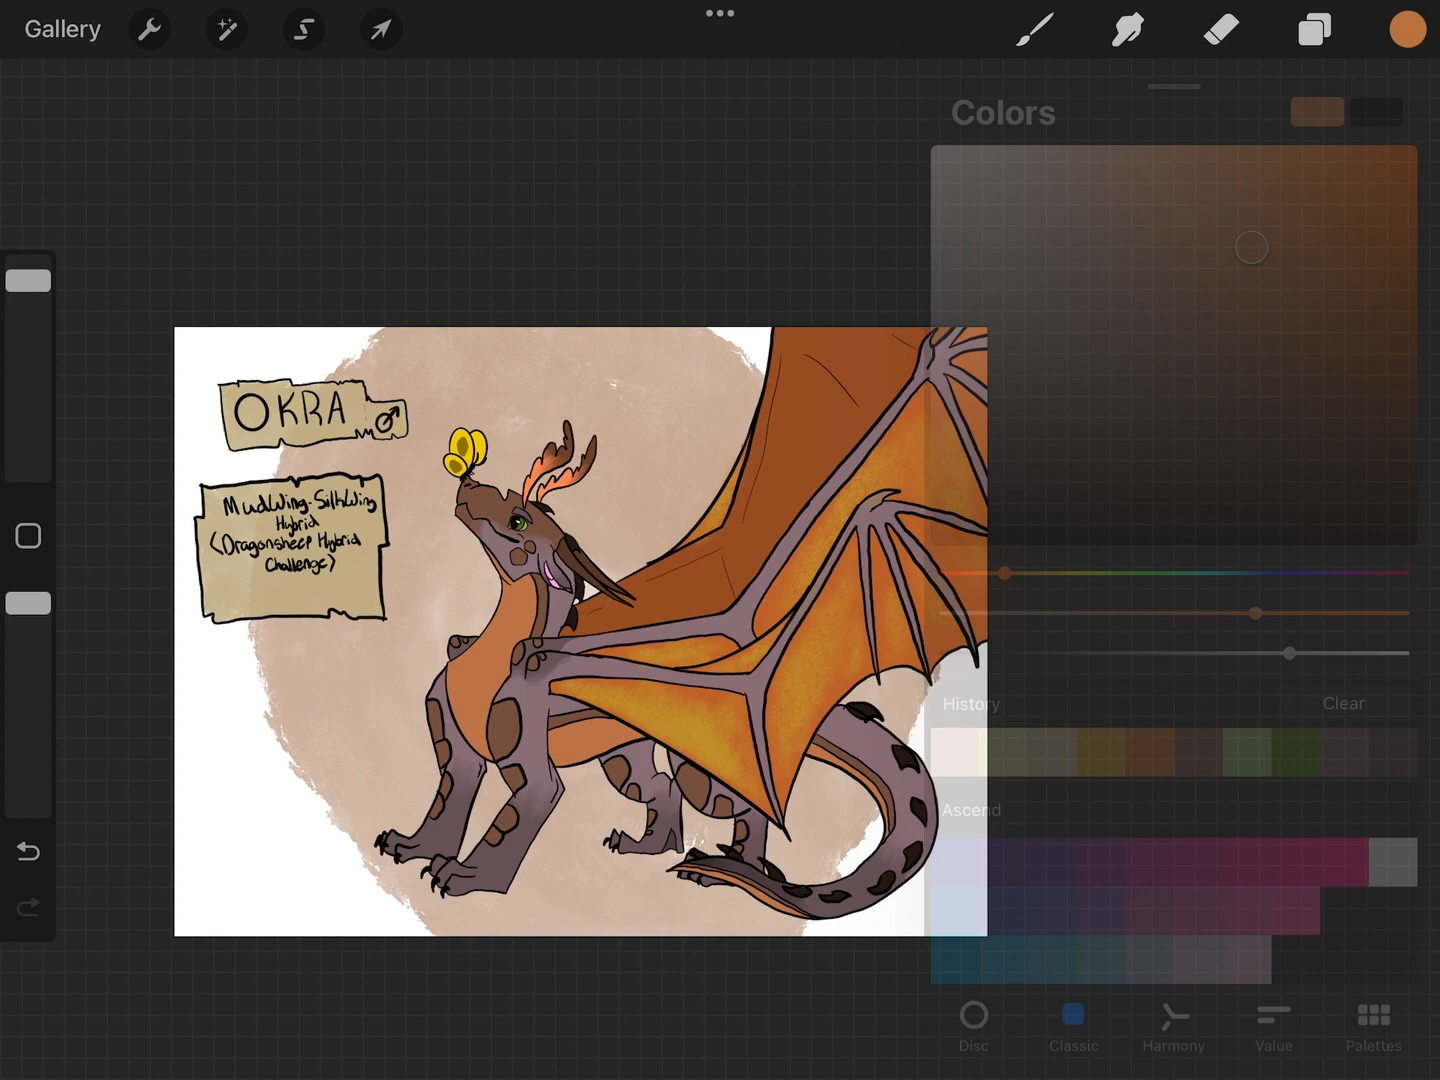 Gallery
Colors
OKRA
♂
MudWing-SilkWing
Hybrid
(Dragonsheep Hybrid
Challenge)
History
Clear
Ascend
Disc
Classic
Harmony
Value
Palettes